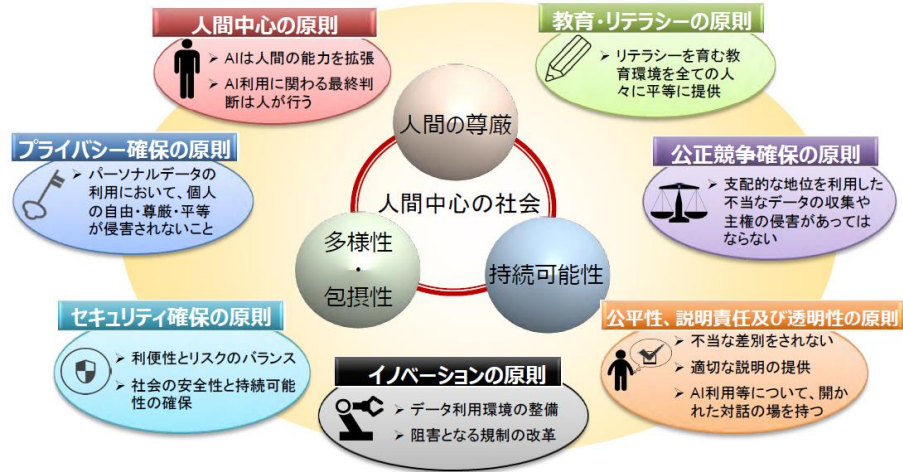 人間中心の原則
➢ AIは人間の能力を拡張
➢ AI利用に関わる最終判
断は人が行う
教育・リテラシーの原則
➢ リテラシーを育む教
育環境を全ての人
々に平等に提供
プライバシー確保の原則
➢ パーソナルデータの
利用において、個人
の自由・尊厳・平等
が侵害されないこと
人間の尊厳
人間中心の社会
多様性
・
包摂性
持続可能性
公正競争確保の原則
➢ 支配的な地位を利用した
不当なデータの収集や
主権の侵害があっては
ならない
セキュリティ確保の原則
➢ 利便性とリスクのバランス
➢ 社会の安全性と持続可能
性の確保
イノベーションの原則
➢ データ利用環境の整備
➢ 阻害となる規制の改革
公平性、説明責任及び透明性の原則
➢ 不当な差別をされない
➢ 適切な説明の提供
➢ AI利用等について、開か
れた対話の場を持つ